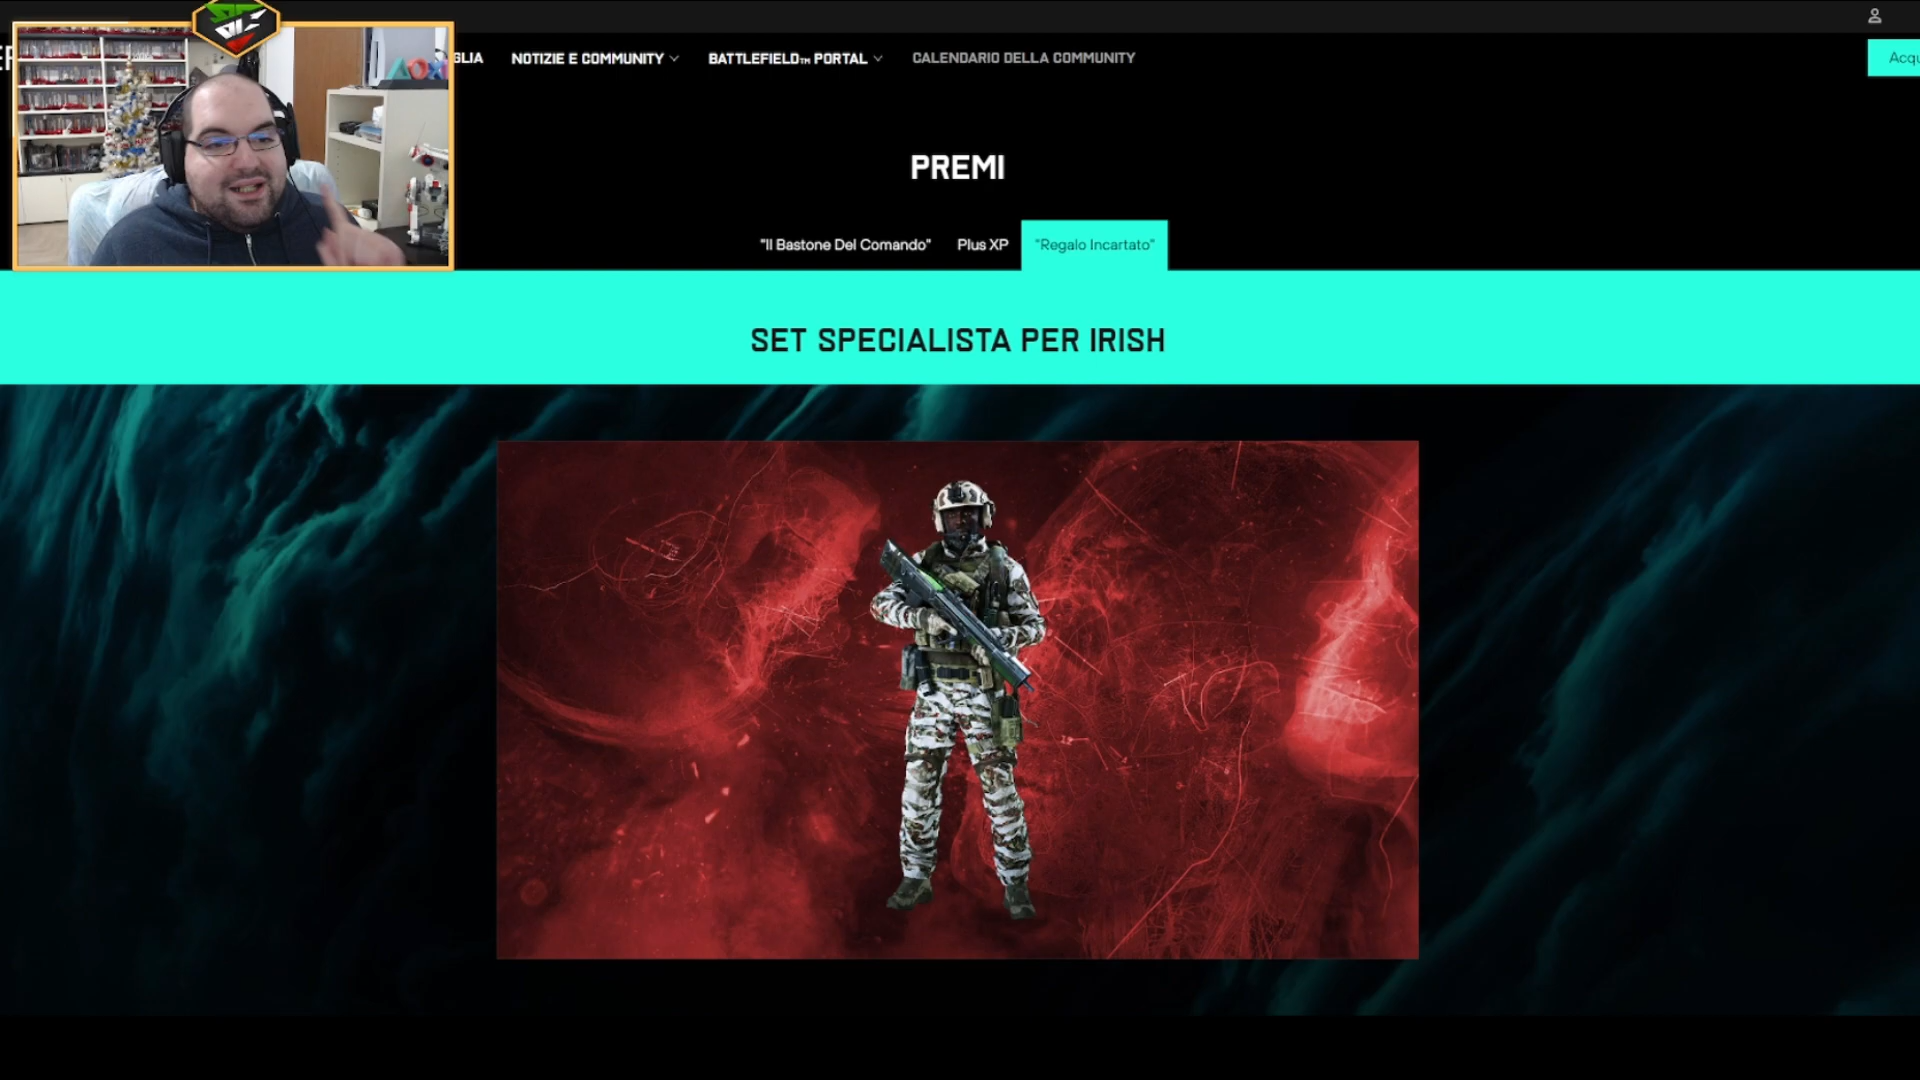 GLIA
NOTIZIE E COMMUNITY
BATTLEFIELD™ PORTAL
CALENDARIO DELLA COMMUNITY
Acqu
PREMI
"Il Bastone Del Comando"
Plus XP
"Regalo Incartato"
SET SPECIALISTA PER IRISH